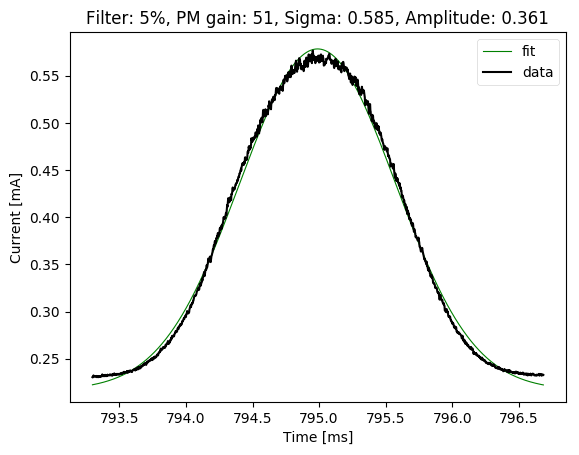 Filter: 5%, PM gain: 51, Sigma: 0.585, Amplitude: 0.361
fit
data
Current [mA]
0.55
0.50
0.45
0.40
0.35
0.30
0.25
793.5 794.0 794.5 795.0 795.5 796.0 796.5
Time [ms]